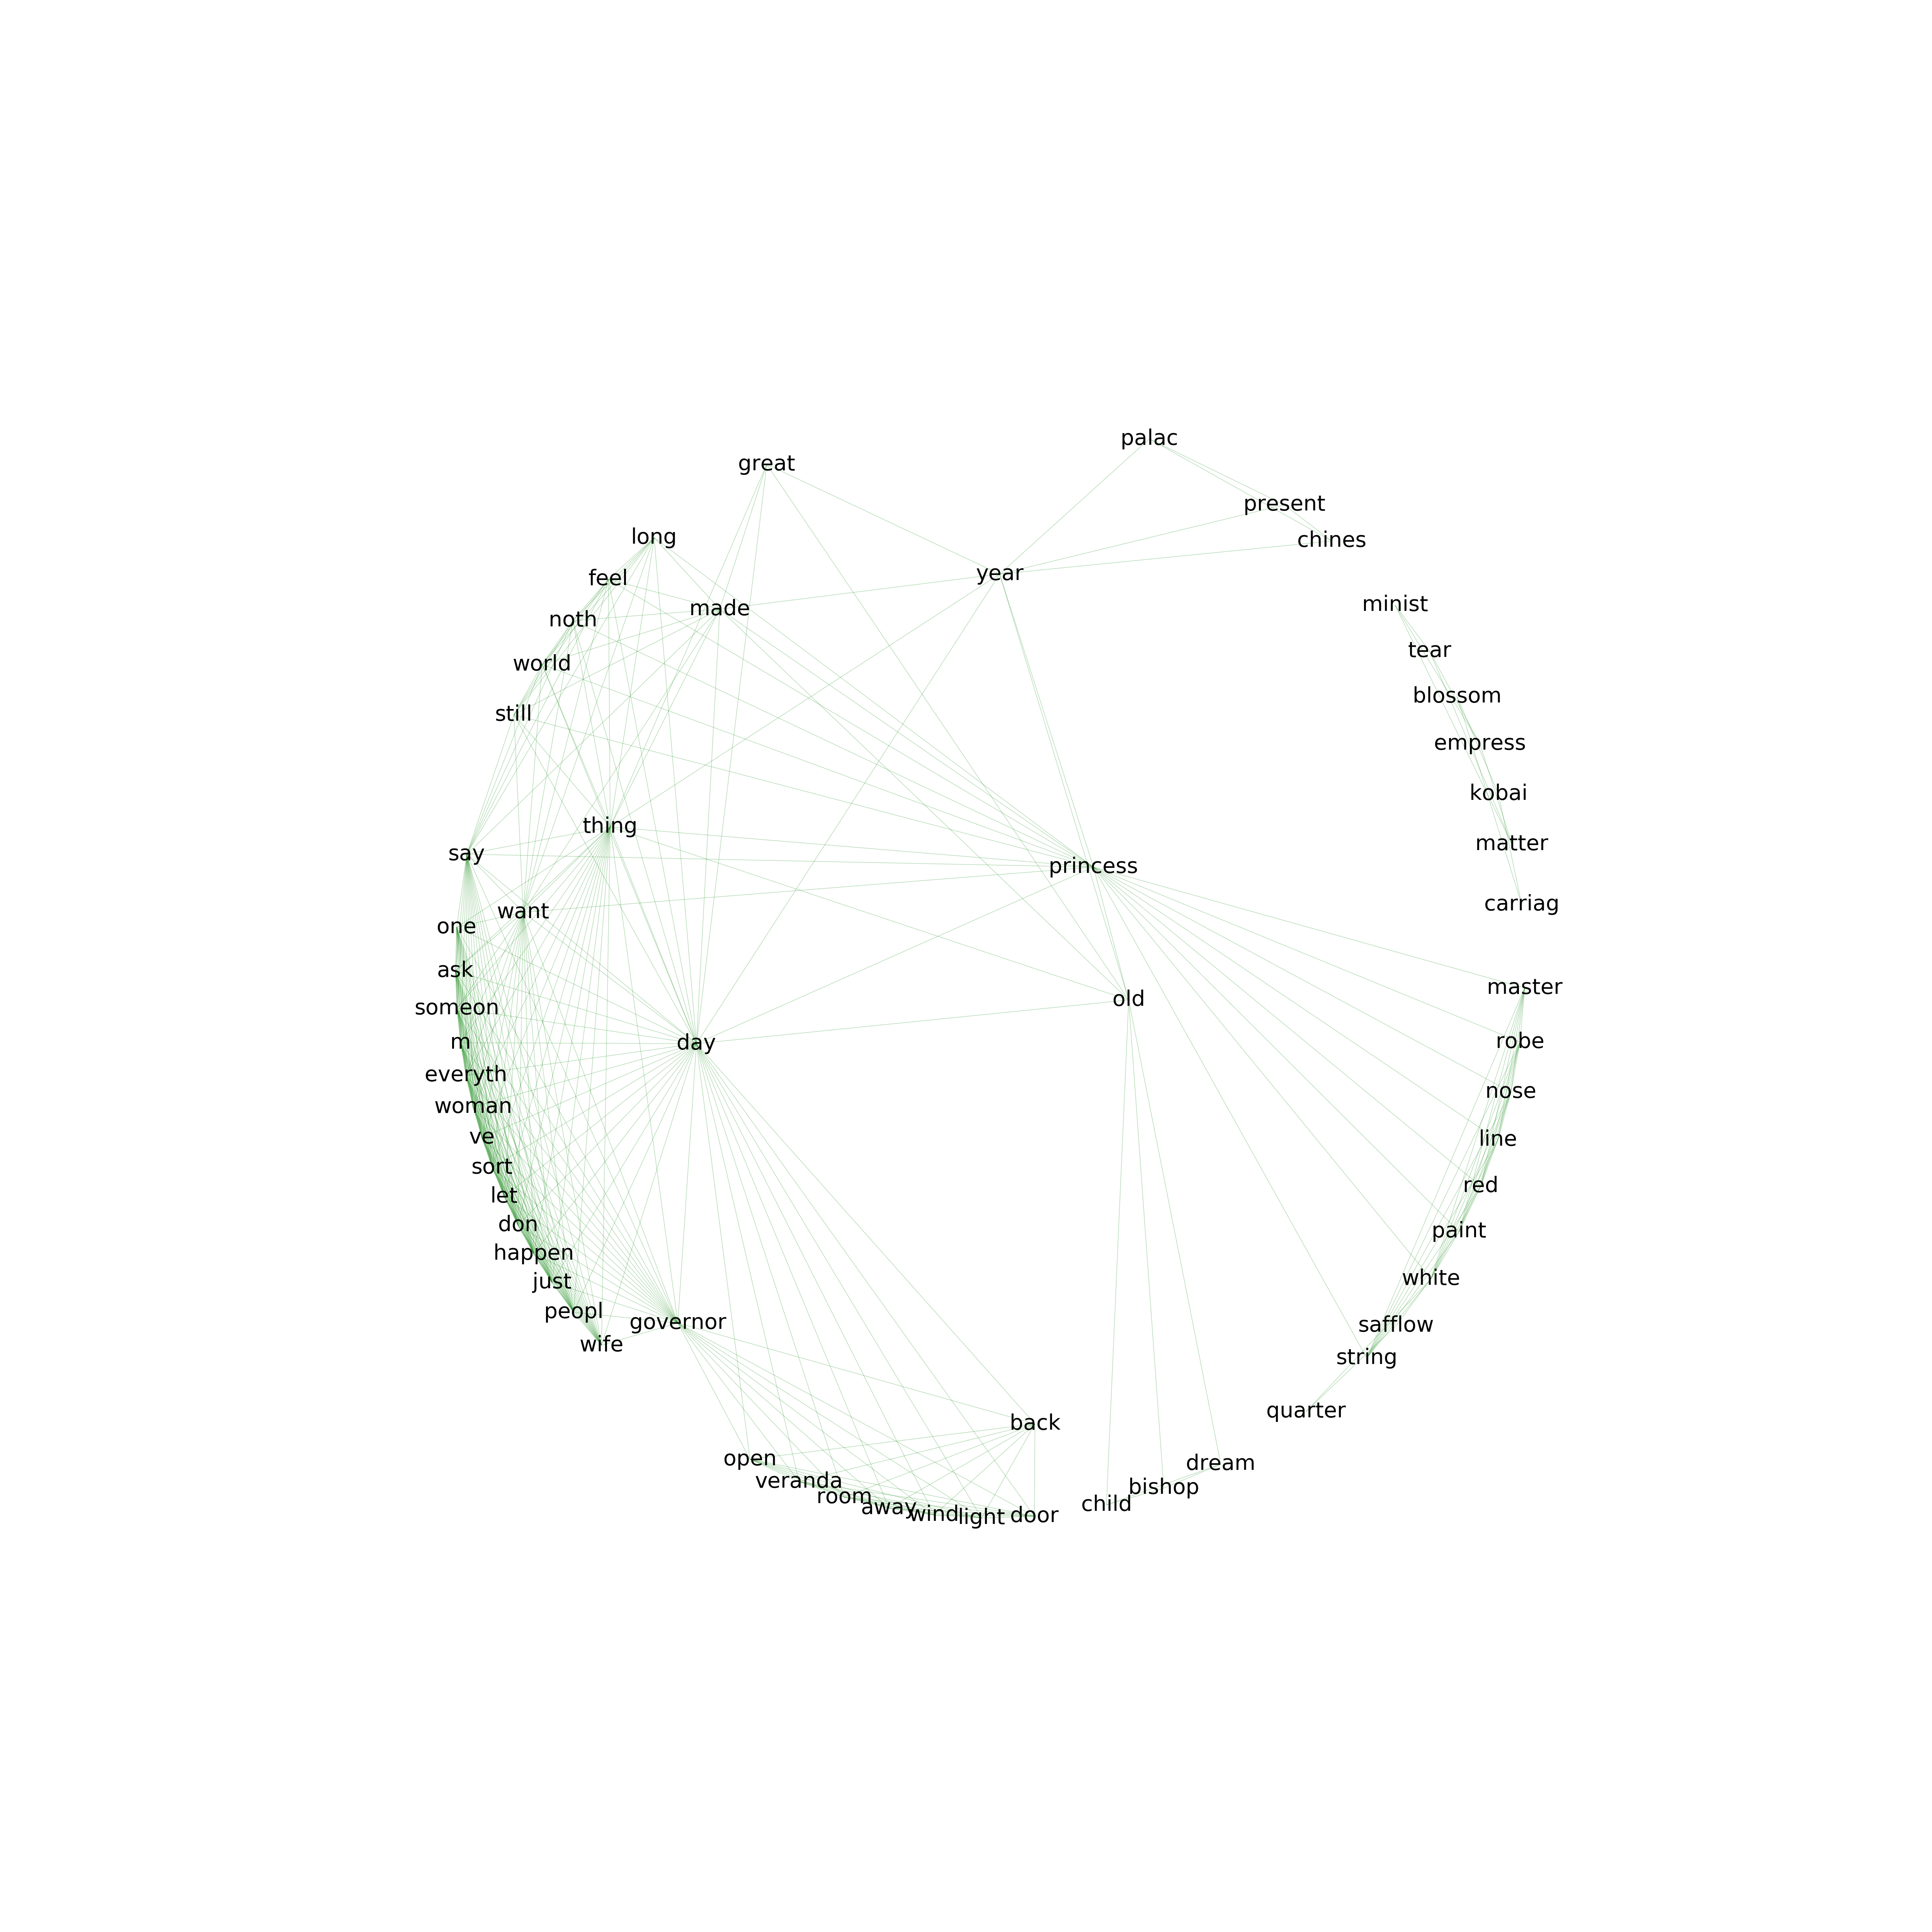 palac
great
present
long
chines
year
feel
minist
made
noth
tear
world
blossom
still
empress
kobai
thing
matter
say
princess
carriag
want
one
ask
master
old
someon
robe
m
day
everyth
nose
woman
ve
line
sort
red
let
don
paint
happen
white
just
peopl
governor
safflow
wife
string
quarter
back
open
dream
veranda
bishop
room
child
away
wind
light
door